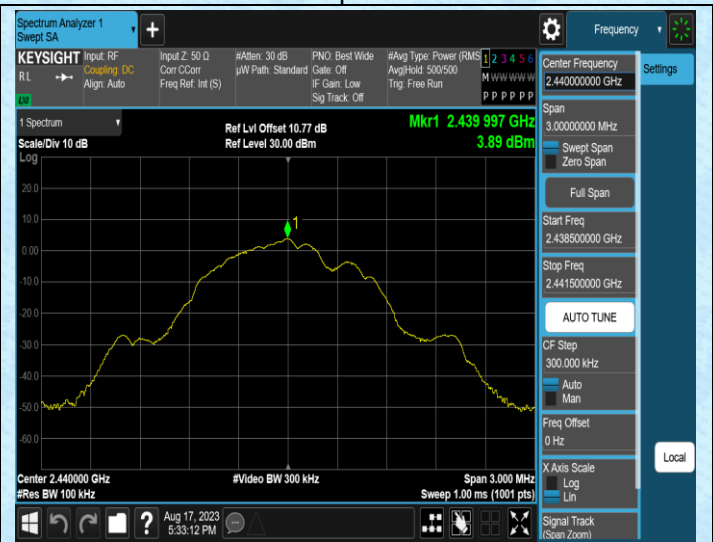 Spectrum Analyzer 1
Swept SA
+
Frequency
KEYSIGHT
RL
LXI
Input: RF
Coupling: DC
Align: Auto
Input Z: 50 Ω
Corr CCorr
Freq Ref: Int (S)
#Atten: 30 dB
µW Path: Standard
PNO: Best Wide
Gate: Off
IF Gain: Low
Sig Track: Off
#Avg Type: Power (RMS
Avg|Hold: 500/500
Trig: Free Run
1 2 3 4 5 6
M W W W W W
P P P P P P
1 Spectrum
Scale/Div 10 dB
Log
Ref Lvl Offset 10.77 dB
Ref Level 30.00 dBm
Mkr1 2.439 997 GHz
3.89 dBm
20.0
10.0
0.00
-10.0
-20.0
-30.0
-40.0
-50.0
-60.0
1
Center 2.440000 GHz
#Res BW 100 kHz
#Video BW 300 kHz
Span 3.000 MHz
Sweep 1.00 ms (1001 pts)
?
Aug 17, 2023
5:33:12 PM
Center Frequency
2.440000000 GHz
Settings
Span
3.00000000 MHz
Swept Span
Zero Span
Full Span
Start Freq
2.438500000 GHz
Stop Freq
2.441500000 GHz
AUTO TUNE
CF Step
300.000 kHz
Auto
Man
Freq Offset
0 Hz
Local
X Axis Scale
Log
Lin
Signal Track
(Span Zoom)